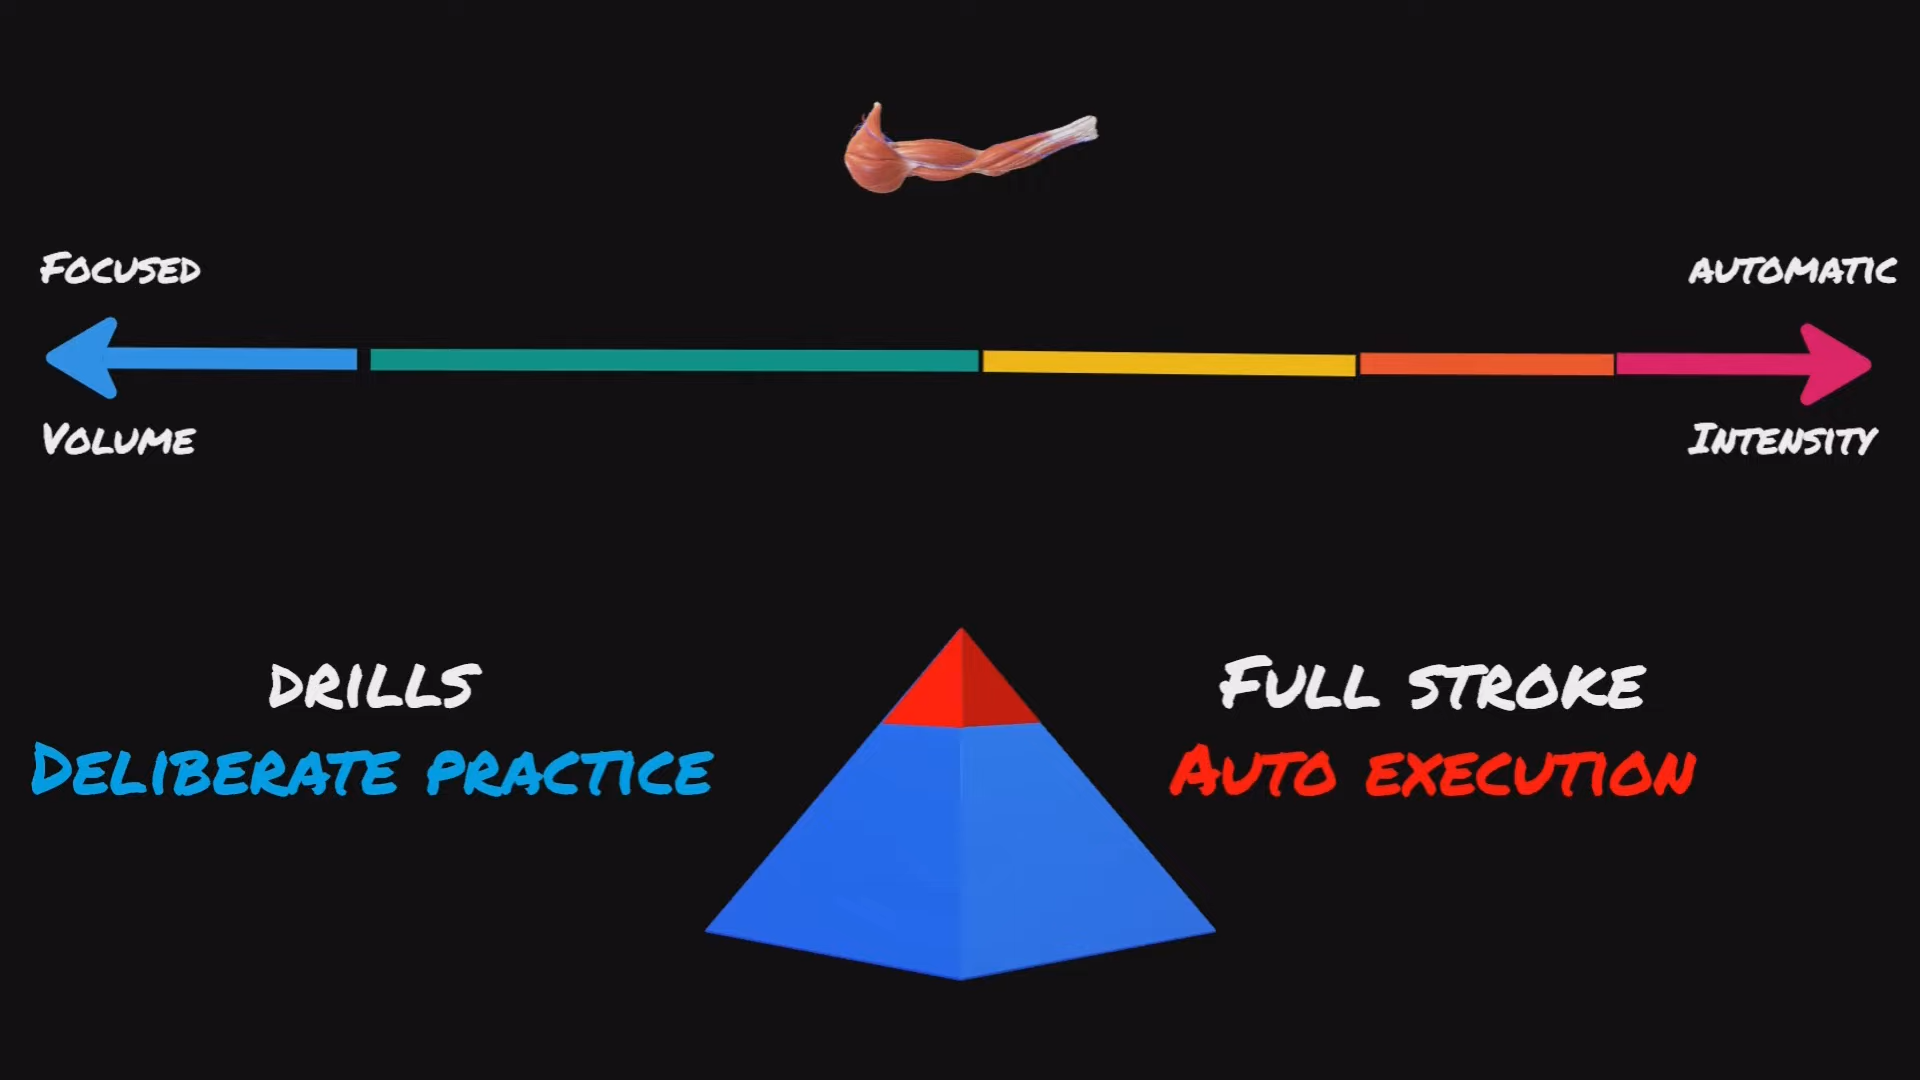 Focused
Automatic
Volume
Intensity
Drills
Full stroke
Deliberate practice
Auto execution